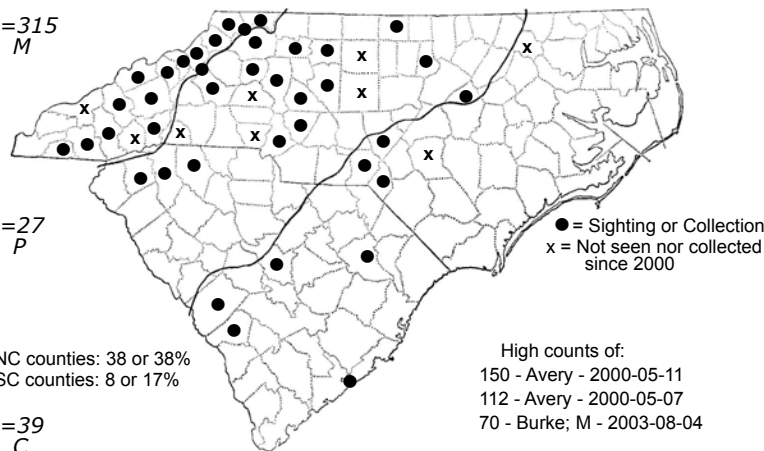 =315
M
=27
P
● = Sighting or Collection
x = Not seen nor collected
since 2000
NC counties: 38 or 38%
SC counties: 8 or 17%
High counts of:
150 - Avery - 2000-05-11
112 - Avery - 2000-05-07
70 - Burke; M - 2003-08-04
=39
C
x
x
x
x
x
x
x
x
x